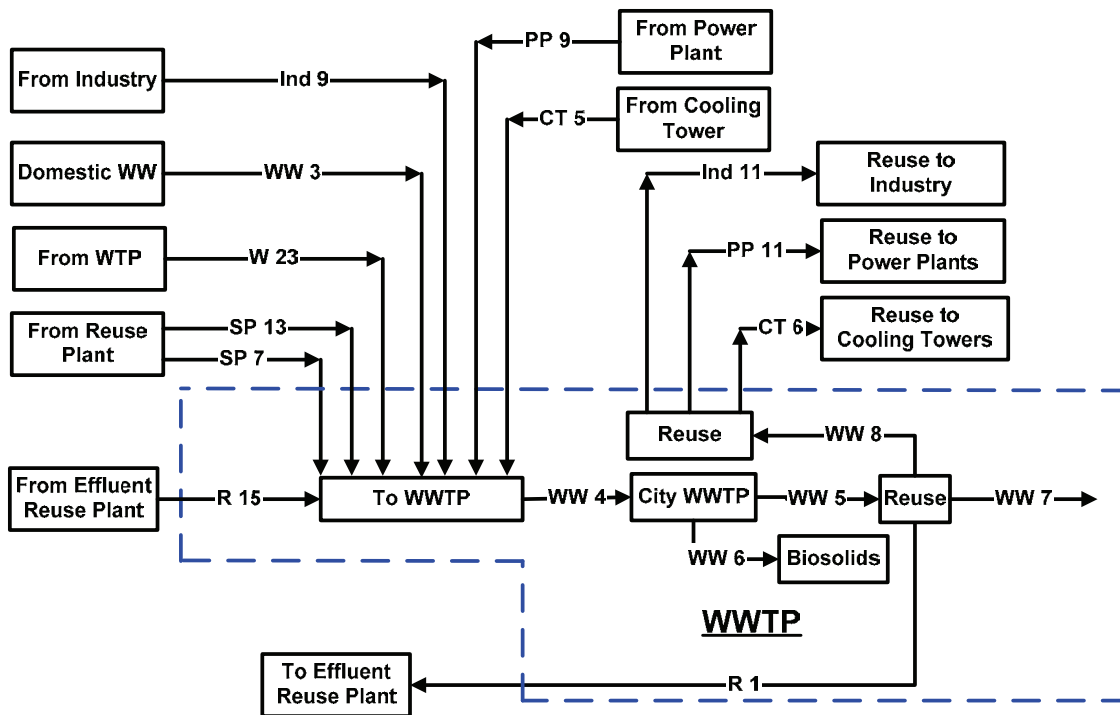 From Power
Plant
PP 9
From Industry
Ind 9
From Cooling
Tower
CT 5
Domestic WW
WW 3
Ind 11
Reuse to
Industry
From WTP
W 23
PP 11
Reuse to
Power Plants
From Reuse
Plant
SP 13
SP 7
CT 6
Reuse to
Cooling Towers
Reuse
WW 8
From Effluent
Reuse Plant
R 15
To WWTP
WW 4
City WWTP
WW 5
Reuse
WW 7
WW 6
Biosolids
WWTP
To Effluent
Reuse Plant
R 1